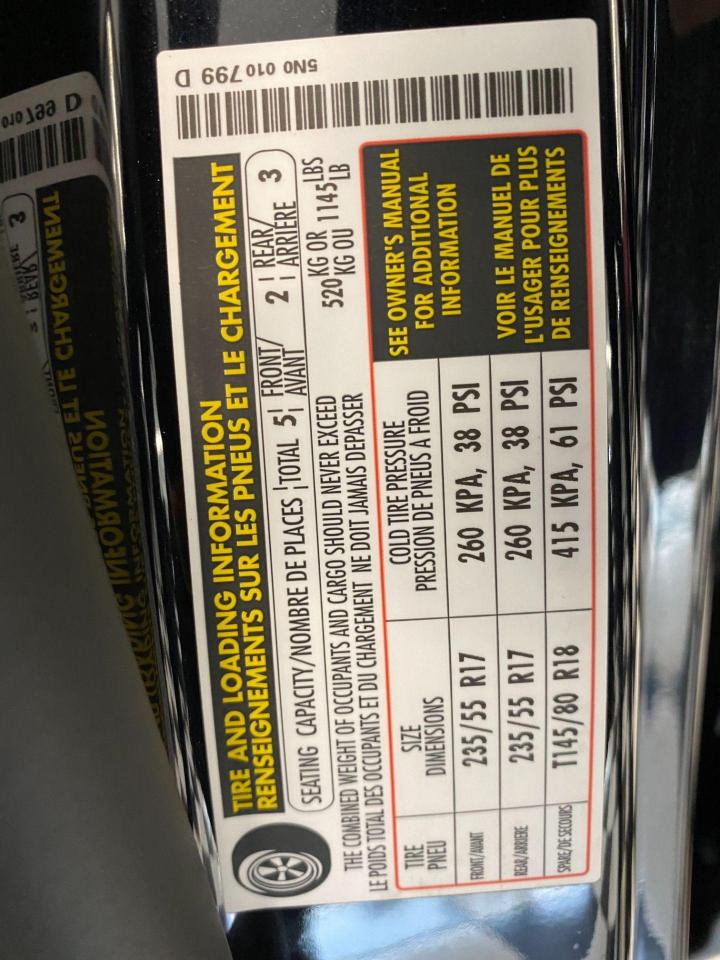 TIRE AND LOADING INFORMATION
RENSEIGNEMENTS SUR LES PNEUS ET LE CHARGEMENT
SEATING CAPACITY/NOMBRE DE PLACES TOTAL 5 FRONT/AVANT 2 REAR/ARRIÈRE 3
THE COMBINED WEIGHT OF OCCUPANTS AND CARGO SHOULD NEVER EXCEED 520 KG OR 1145 LBS
LE POIDS TOTAL DES OCCUPANTS ET DU CHARGEMENT NE DOIT JAMAIS DEPASSER KG OU LB
TIRE SIZE COLD TIRE PRESSURE
PNEU DIMENSIONS PRESSION DE PNEUS A FROID
FRONT/AVANT 235/55 R17 260 KPA, 38 PSI
REAR/ARRIERE 235/55 R17 260 KPA, 38 PSI
SPARE/DE SECOURS T145/80 R18 415 KPA, 61 PSI
SEE OWNER'S MANUAL
FOR ADDITIONAL
INFORMATION
VOIR LE MANUEL DE
L'USAGER POUR PLUS
DE RENSEIGNEMENTS
5N0 010 799 D